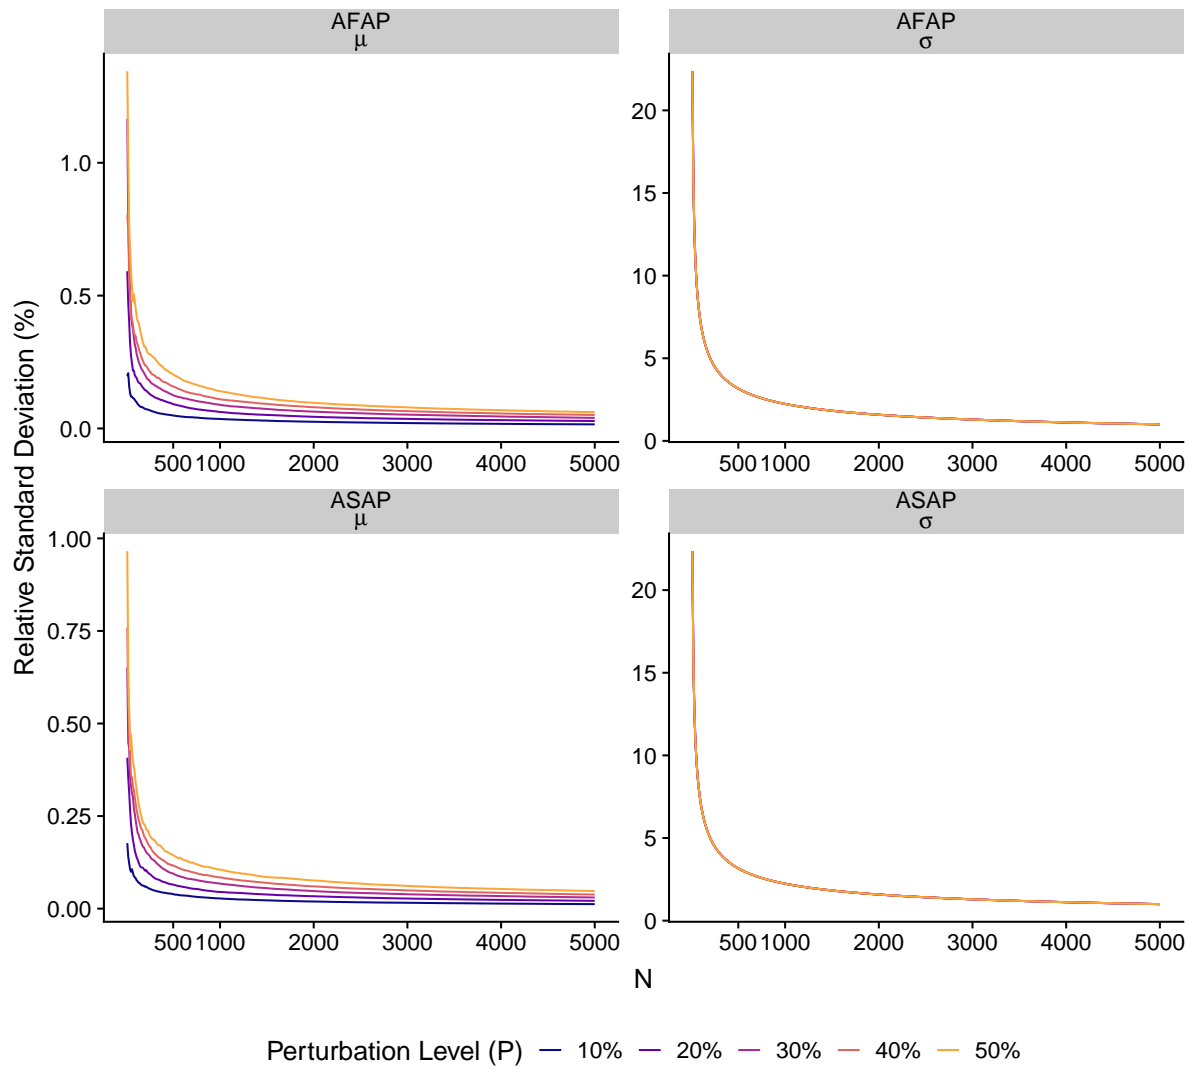 AFAP
μ
AFAP
σ
1.0
0.5
0.0
20
15
10
5
0
500 1000 2000 3000 4000 5000
500 1000 2000 3000 4000 5000
Relative Standard Deviation (%)
ASAP
μ
ASAP
σ
1.00
0.75
0.50
0.25
0.00
20
15
10
5
0
500 1000 2000 3000 4000 5000
500 1000 2000 3000 4000 5000
N
Perturbation Level (P) 10% 20% 30% 40% 50%